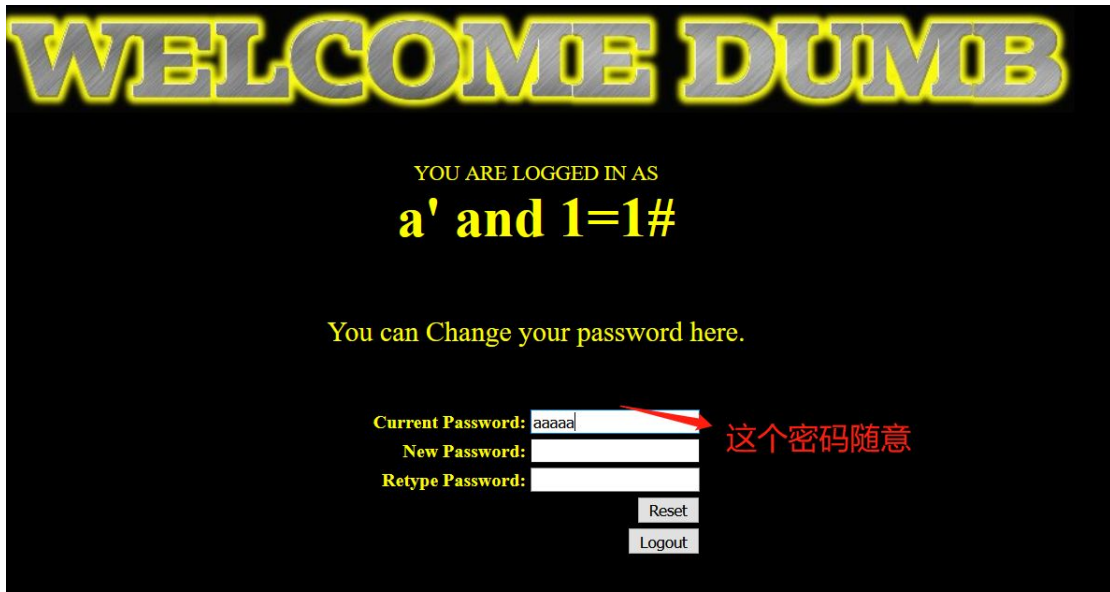 WELCOME DUMB
YOU ARE LOGGED IN AS
a' and 1=1#
You can Change your password here.
Current Password: aaaaa
这个密码随意
New Password:
Retype Password:
Reset
Logout